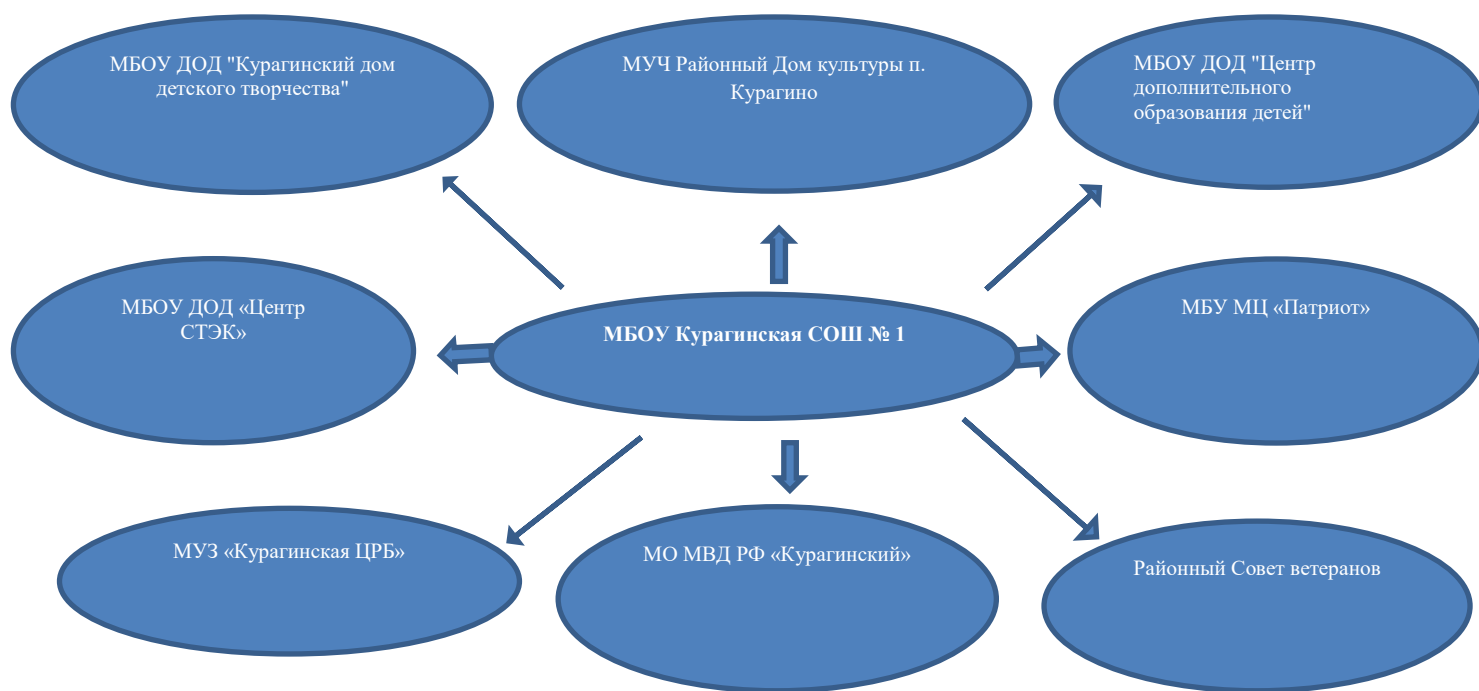 МБОУ ДОД "Курагинский дом
детского творчества"
МУЧ Районный Дом культуры п.
Курагино
МБОУ ДОД "Центр
дополнительного
образования детей"
МБОУ ДОД «Центр
СТЭК»
МБОУ Курагинская СОШ № 1
МБУ МЦ «Патриот»
МУЗ «Курагинская ЦРБ»
МО МВД РФ «Курагинский»
Районный Совет ветеранов